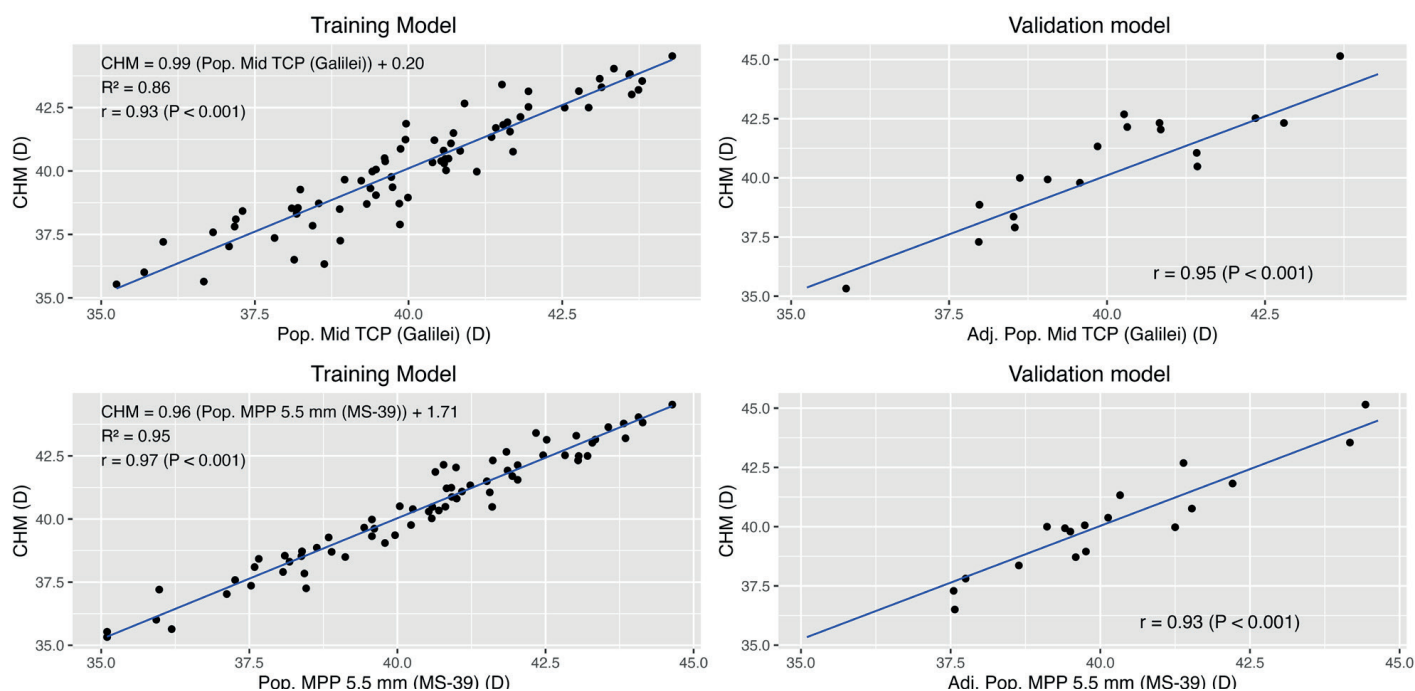 Training Model
CHM = 0.99 (Pop. Mid TCP (Galilei)) + 0.20
R² = 0.86
r = 0.93 (P < 0.001)
CHM (D)
42.5
40.0
37.5
35.0
35.0 37.5 40.0 42.5
Pop. Mid TCP (Galilei) (D)
Validation model
CHM (D)
45.0
42.5
40.0
37.5
35.0
r = 0.95 (P < 0.001)
35.0 37.5 40.0 42.5
Adj. Pop. Mid TCP (Galilei) (D)
Training Model
CHM = 0.96 (Pop. MPP 5.5 mm (MS-39)) + 1.71
R² = 0.95
r = 0.97 (P < 0.001)
CHM (D)
42.5
40.0
37.5
35.0
35.0 37.5 40.0 42.5 45.0
Pop. MPP 5.5 mm (MS-39) (D)
Validation model
CHM (D)
45.0
42.5
40.0
37.5
35.0
r = 0.93 (P < 0.001)
35.0 37.5 40.0 42.5 45.0
Adj. Pop. MPP 5.5 mm (MS-39) (D)